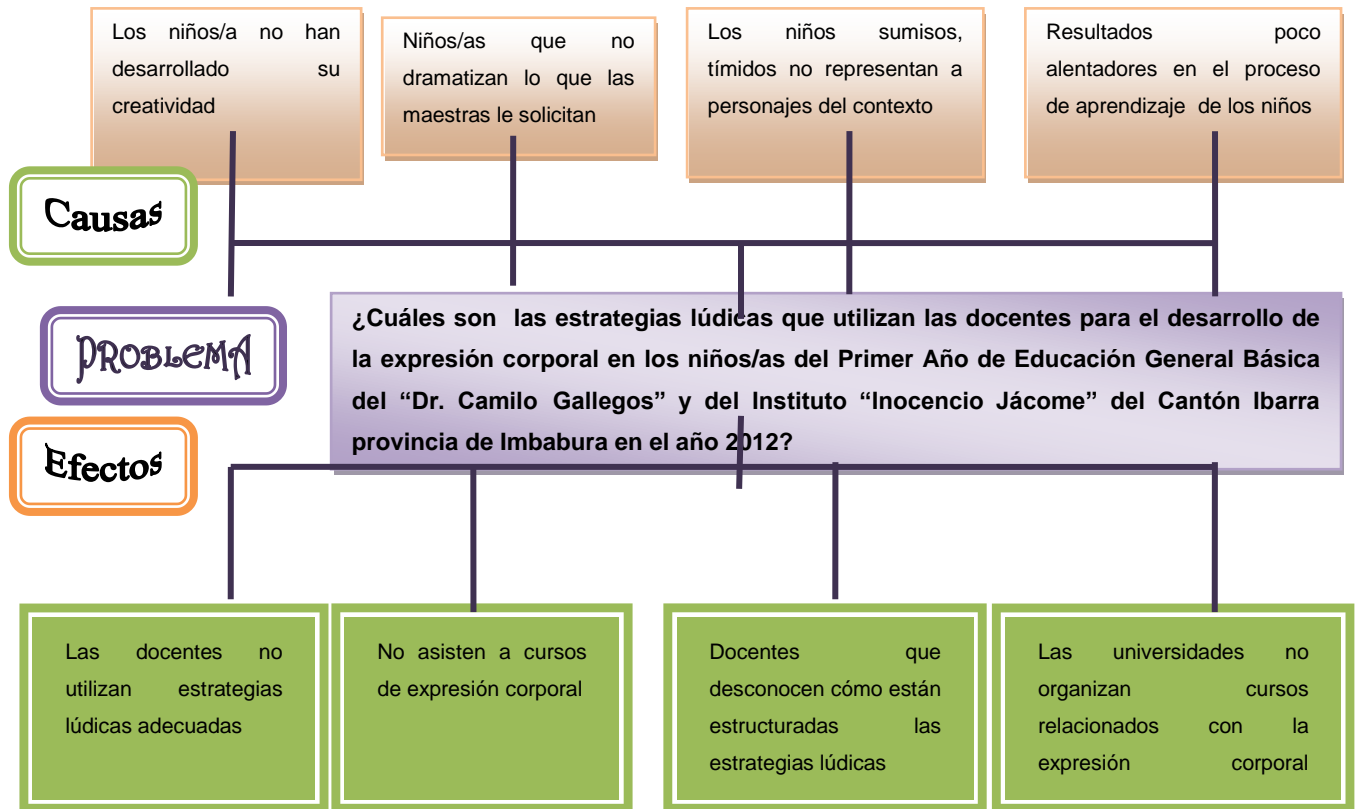 Los niños/a no han
desarrollado su
creatividad
Niños/as que no
dramatizan lo que las
maestras le solicitan
Los niños sumisos,
tímidos no representan a
personajes del contexto
Resultados poco
alentadores en el proceso
de aprendizaje de los niños
Causas
PROBLEMA
¿Cuáles son las estrategias lúdicas que utilizan las docentes para el desarrollo de
la expresión corporal en los niños/as del Primer Año de Educación General Básica
del “Dr. Camilo Gallegos” y del Instituto “Inocencio Jácome” del Cantón Ibarra
provincia de Imbabura en el año 2012?
Efectos
Las docentes no
utilizan estrategias
lúdicas adecuadas
No asisten a cursos
de expresión corporal
Docentes que
desconocen cómo están
estructuradas las
estrategias lúdicas
Las universidades no
organizan cursos
relacionados con la
expresión corporal